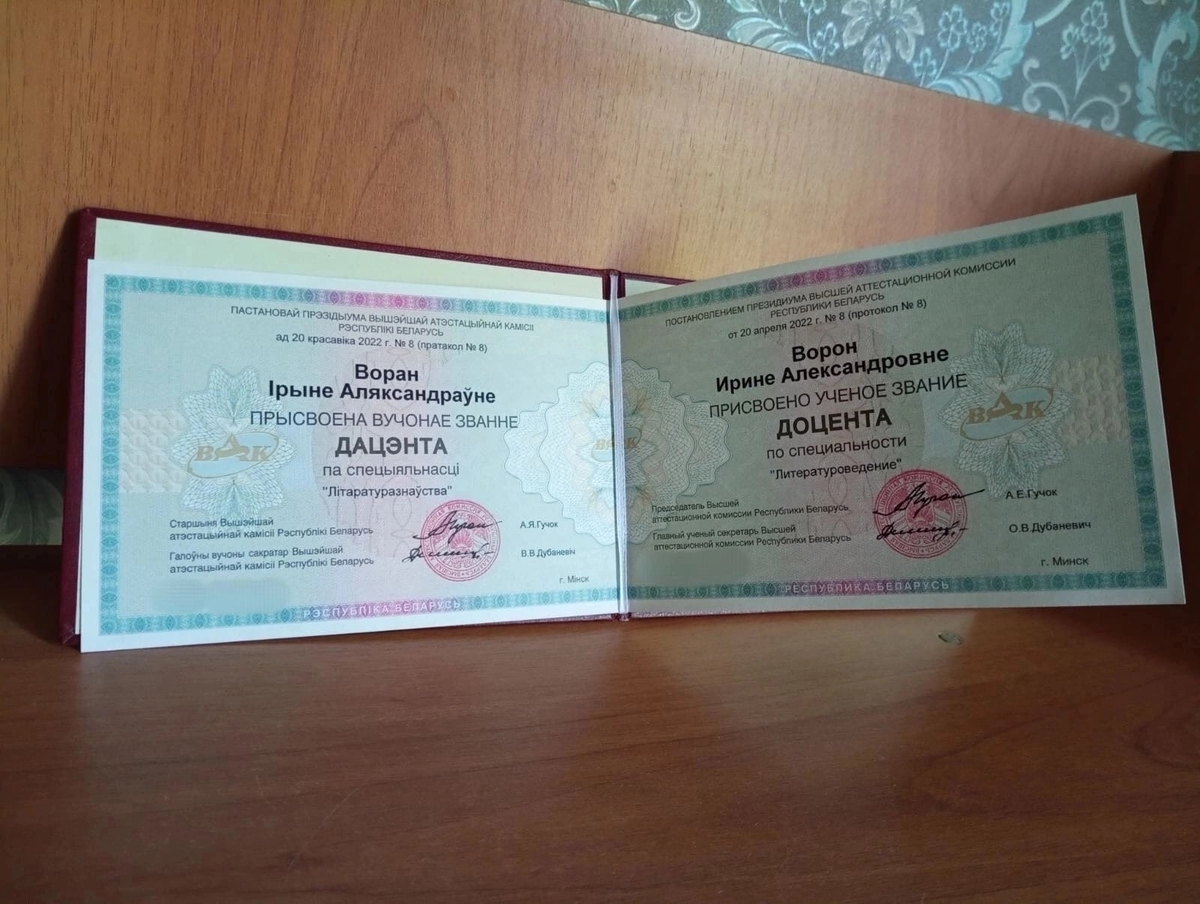 ПАСТАНОВАЙ ПРЭЗІДЫУМА ВЫШЭЙШАЙ АТЭСТАЦЫЙНАЙ КАМІСІІ
РЭСПУБЛІКІ БЕЛАРУСЬ
ад 20 красавіка 2022 г. № 8 (пратакол № 8)
Воран
Ірыне Аляксандраўне
ПРЫСВОЕНА ВУЧОНАЕ ЗВАННЕ
ДАЦЭНТА
па спецыяльнасці
"Літаратуразнаўства"
Старшыня Вышэйшай
атэстацыйнай камісіі Рэспублікі Беларусь
А.Я.Гучок
Галоўны вучоны сакратар Вышэйшай
атэстацыйнай камісіі Рэспублікі Беларусь
В.В.Дубаневіч
г. Мінск
РЭСПУБЛІКА БЕЛАРУСЬ
ВАК
ПОСТАНОВЛЕНИЕМ ПРЕЗИДИУМА ВЫСШЕЙ АТТЕСТАЦИОННОЙ КОМИССИИ
РЕСПУБЛИКИ БЕЛАРУСЬ
от 20 апреля 2022 г. № 8 (протокол № 8)
Ворон
Ирине Александровне
ПРИСВОЕНО УЧЕНОЕ ЗВАНИЕ
ДОЦЕНТА
по специальности
"Литературоведение"
Председатель Высшей
аттестационной комиссии Республики Беларусь
А.Е.Гучок
Главный ученый секретарь Высшей
аттестационной комиссии Республики Беларусь
О.В.Дубаневич
г. Минск
РЕСПУБЛИКА БЕЛАРУСЬ
ВАК